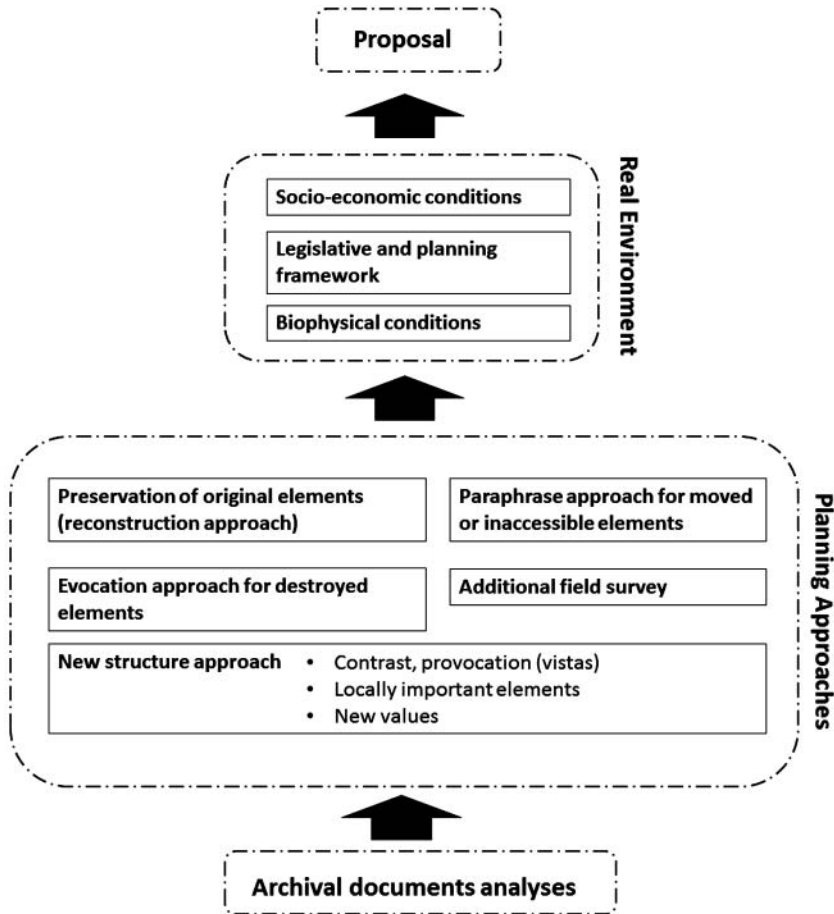 Proposal
Real Environment
Socio-economic conditions
Legislative and planning
framework
Biophysical conditions
Planning Approaches
Preservation of original elements
(reconstruction approach)
Paraphrase approach for moved
or inaccessible elements
Evocation approach for destroyed
elements
Additional field survey
New structure approach
• Contrast, provocation (vistas)
• Locally important elements
• New values
Archival documents analyses